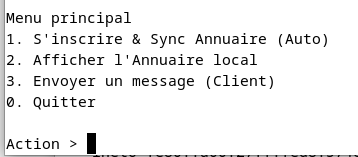 Menu principal
1. S'inscrire & Sync Annuaire (Auto)
2. Afficher l'Annuaire local
3. Envoyer un message (Client)
0. Quitter
Action >